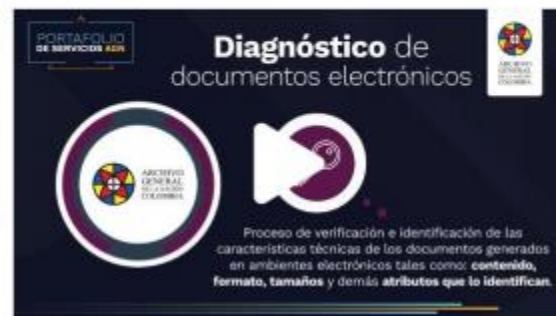 PORTAFOLIO
DE SERVICIOS AGN
Diagnóstico de
documentos electrónicos
ARCHIVO
GENERAL
DE LA NACIÓN
COLOMBIA
ARCHIVO
GENERAL
DE LA NACIÓN
COLOMBIA
Proceso de verificación e identificación de las
características técnicas de los documentos generados
en ambientes electrónicos tales como: contenido,
formato, tamaños y demás atributos que lo identifican.